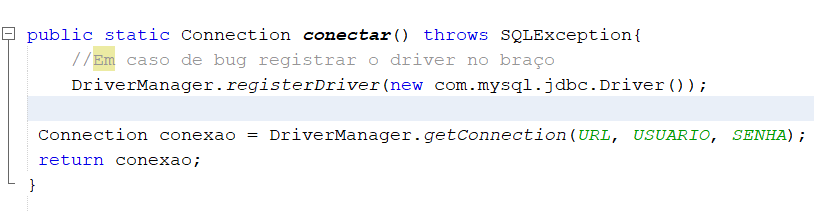 public static Connection conectar() throws SQLException{
//Em caso de bug registrar o driver no braço
DriverManager.registerDriver(new com.mysql.jdbc.Driver());
Connection conexao = DriverManager.getConnection(URL, USUARIO, SENHA);
return conexao;
}